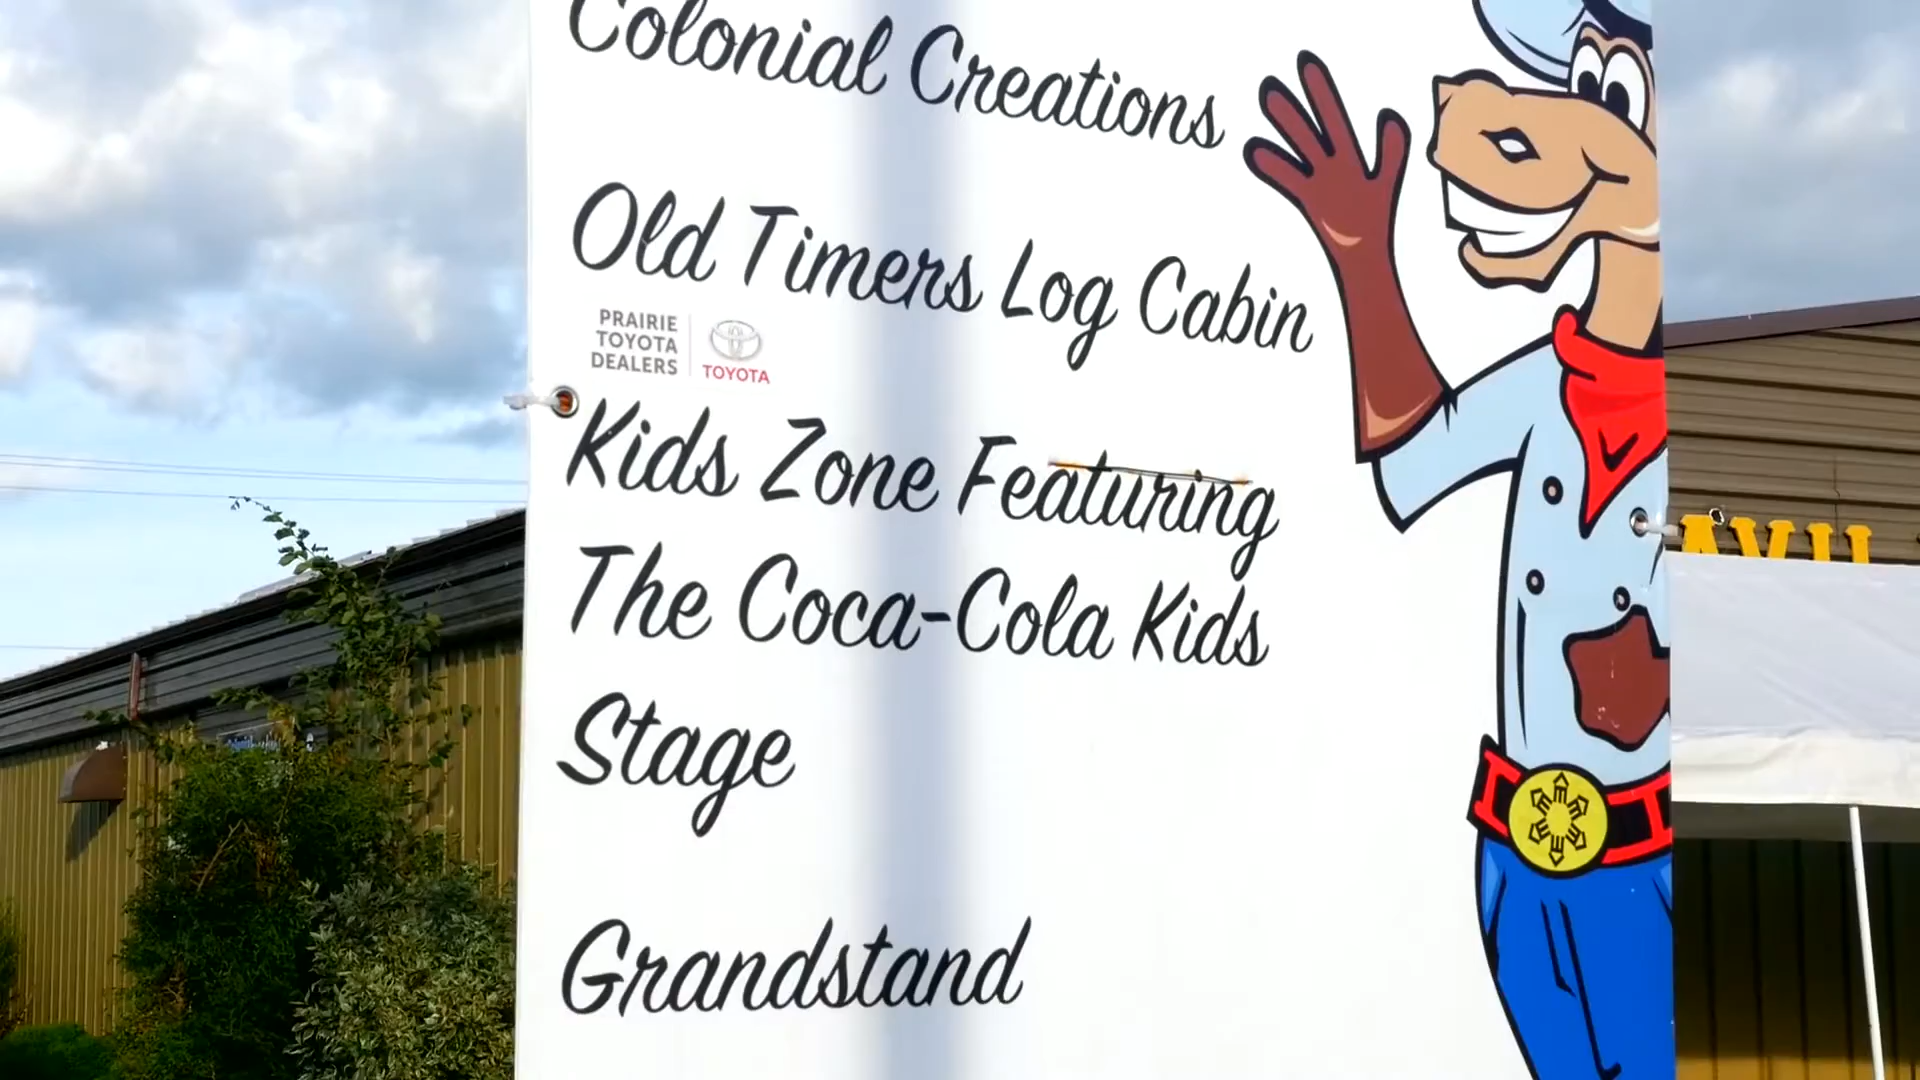 Colonial Creations
Old Timers Log Cabin
PRAIRIE
TOYOTA
DEALERS
TOYOTA
Kids Zone Featuring
The Coca-Cola Kids
Stage
Grandstand